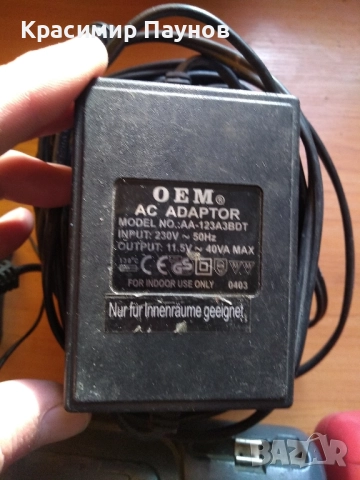 Красимир Паунов
OEM®
AC ADAPTOR
MODEL NO.:AA-123A3BDT
INPUT: 230V ~ 50Hz
OUTPUT: 11.5V ~ 40VA MAX
FOR INDOOR USE ONLY 0403
Nur für Innenräume geeignet
BAZAR